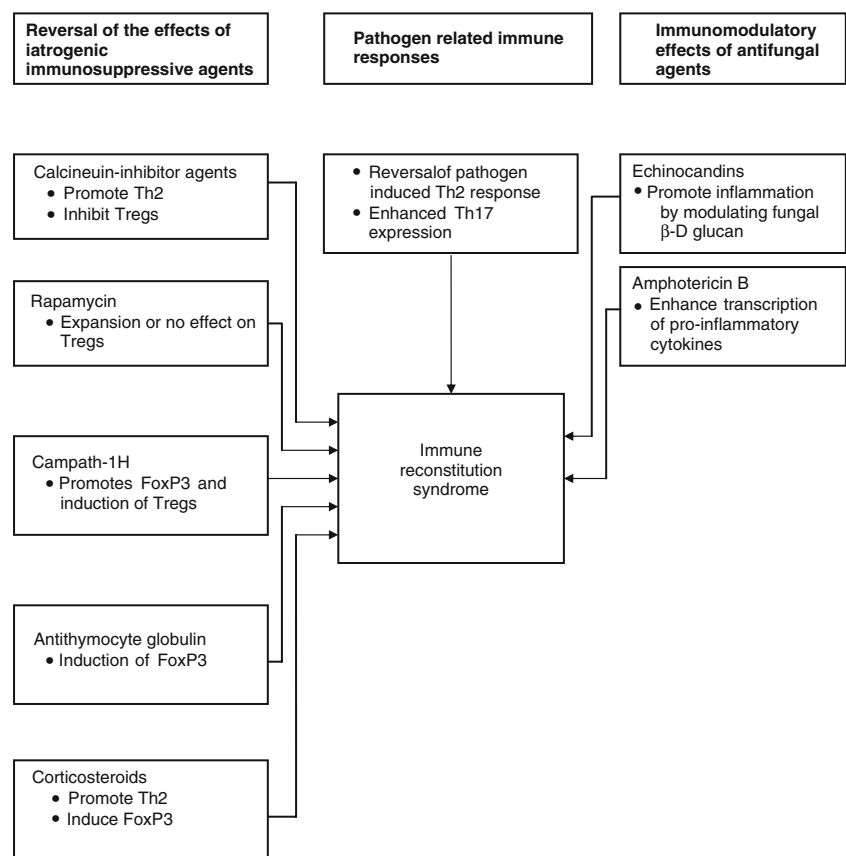 Reversal of the effects of
iatrogenic
immunosuppressive agents
Pathogen related immune
responses
Immunomodulatory
effects of antifungal
agents
Calcineuin-inhibitor agents
• Promote Th2
• Inhibit Tregs
Rapamycin
• Expansion or no effect on
Tregs
Campath-1H
• Promotes FoxP3 and
induction of Tregs
Antithymocyte globulin
• Induction of FoxP3
Corticosteroids
• Promote Th2
• Induce FoxP3
• Reversalof pathogen
induced Th2 response
• Enhanced Th17
expression
Immune
reconstitution
syndrome
Echinocandins
• Promote inflammation
by modulating fungal
β-D glucan
Amphotericin B
• Enhance transcription
of pro-inflammatory
cytokines